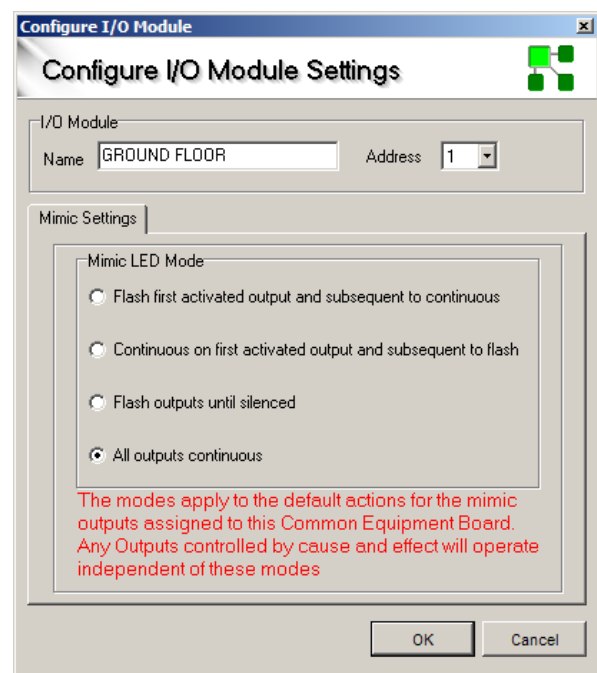 Configure I/O Module
Configure I/O Module Settings
I/O Module
Name GROUND FLOOR Address 1
Mimic Settings
Mimic LED Mode
Flash first activated output and subsequent to continuous
Continuous on first activated output and subsequent to flash
Flash outputs until silenced
All outputs continuous
The modes apply to the default actions for the mimic
outputs assigned to this Common Equipment Board.
Any Outputs controlled by cause and effect will operate
independent of these modes
OK Cancel